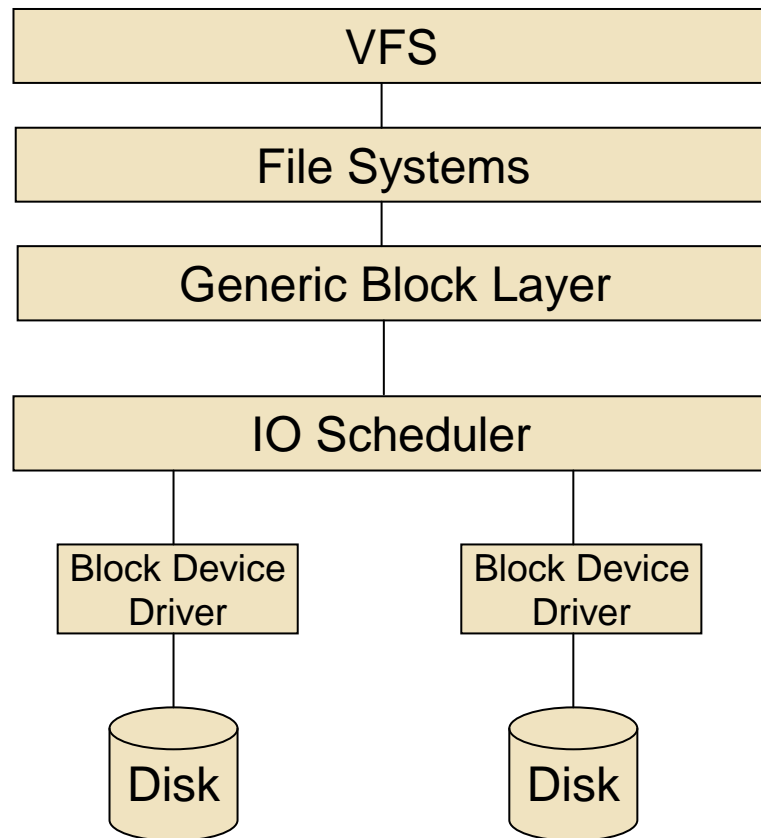 VFS
File Systems
Generic Block Layer
IO Scheduler
Block Device
Driver
Block Device
Driver
Disk
Disk